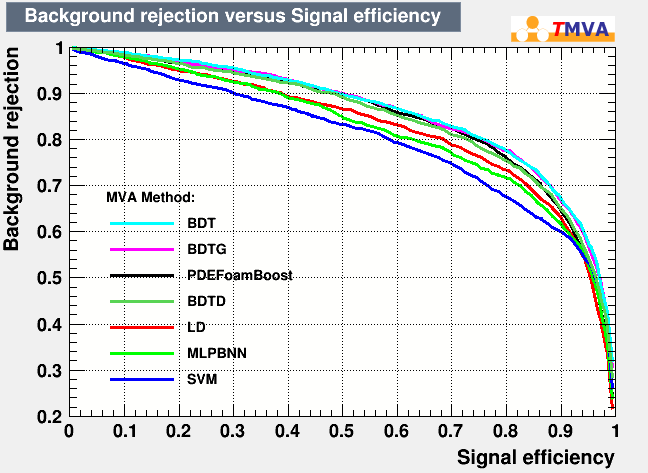 Background rejection versus Signal efficiency
TMVA
Background rejection
1
0.9
0.8
0.7
0.6
0.5
0.4
0.3
0.2
MVA Method:
BDT
BDTG
PDEFoamBoost
BDTD
LD
MLPBNN
SVM
0 0.1 0.2 0.3 0.4 0.5 0.6 0.7 0.8 0.9 1
Signal efficiency